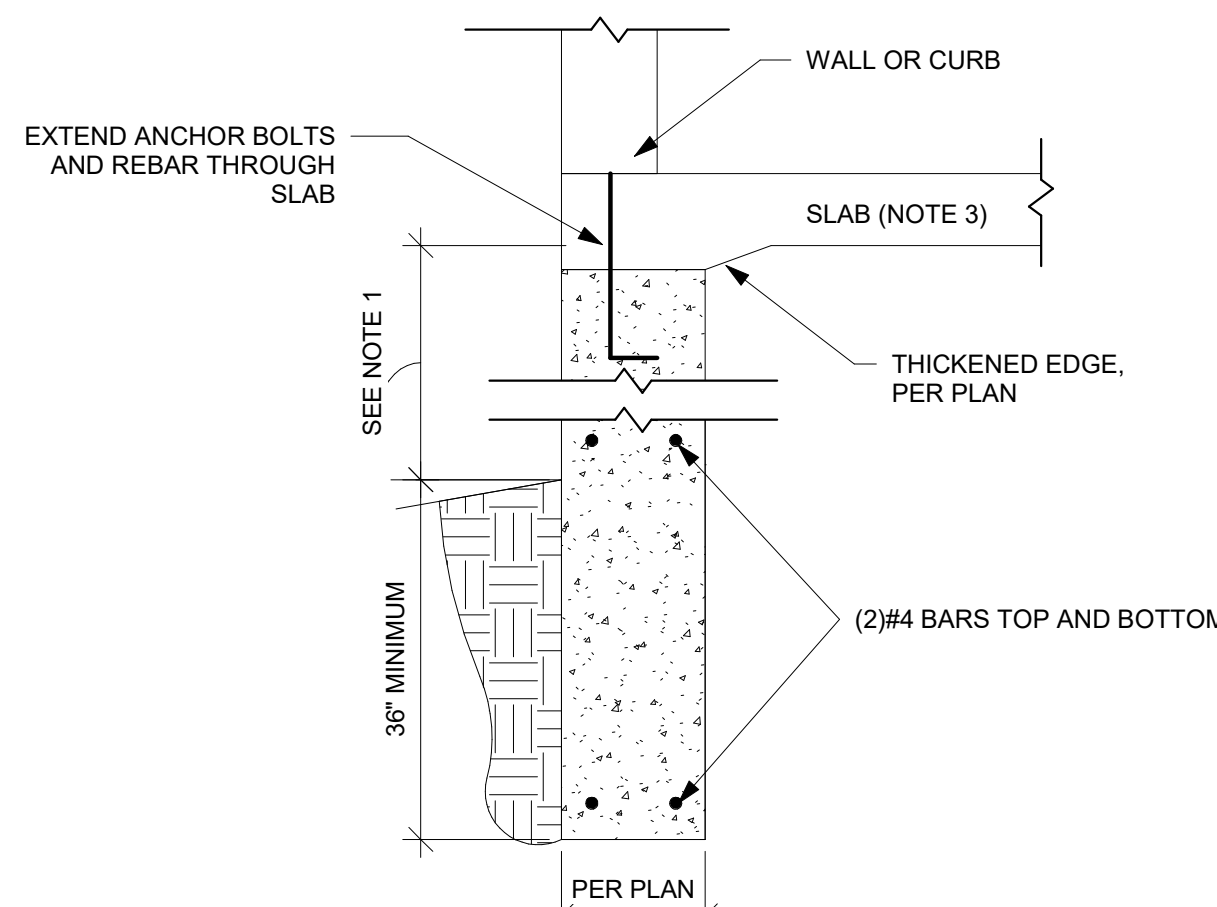 WALL OR CURB
EXTEND ANCHOR BOLTS
AND REBAR THROUGH
SLAB
SLAB (NOTE 3)
SEE NOTE 1
THICKENED EDGE,
PER PLAN
36" MINIMUM
(2)#4 BARS TOP AND BOTTOM
PER PLAN